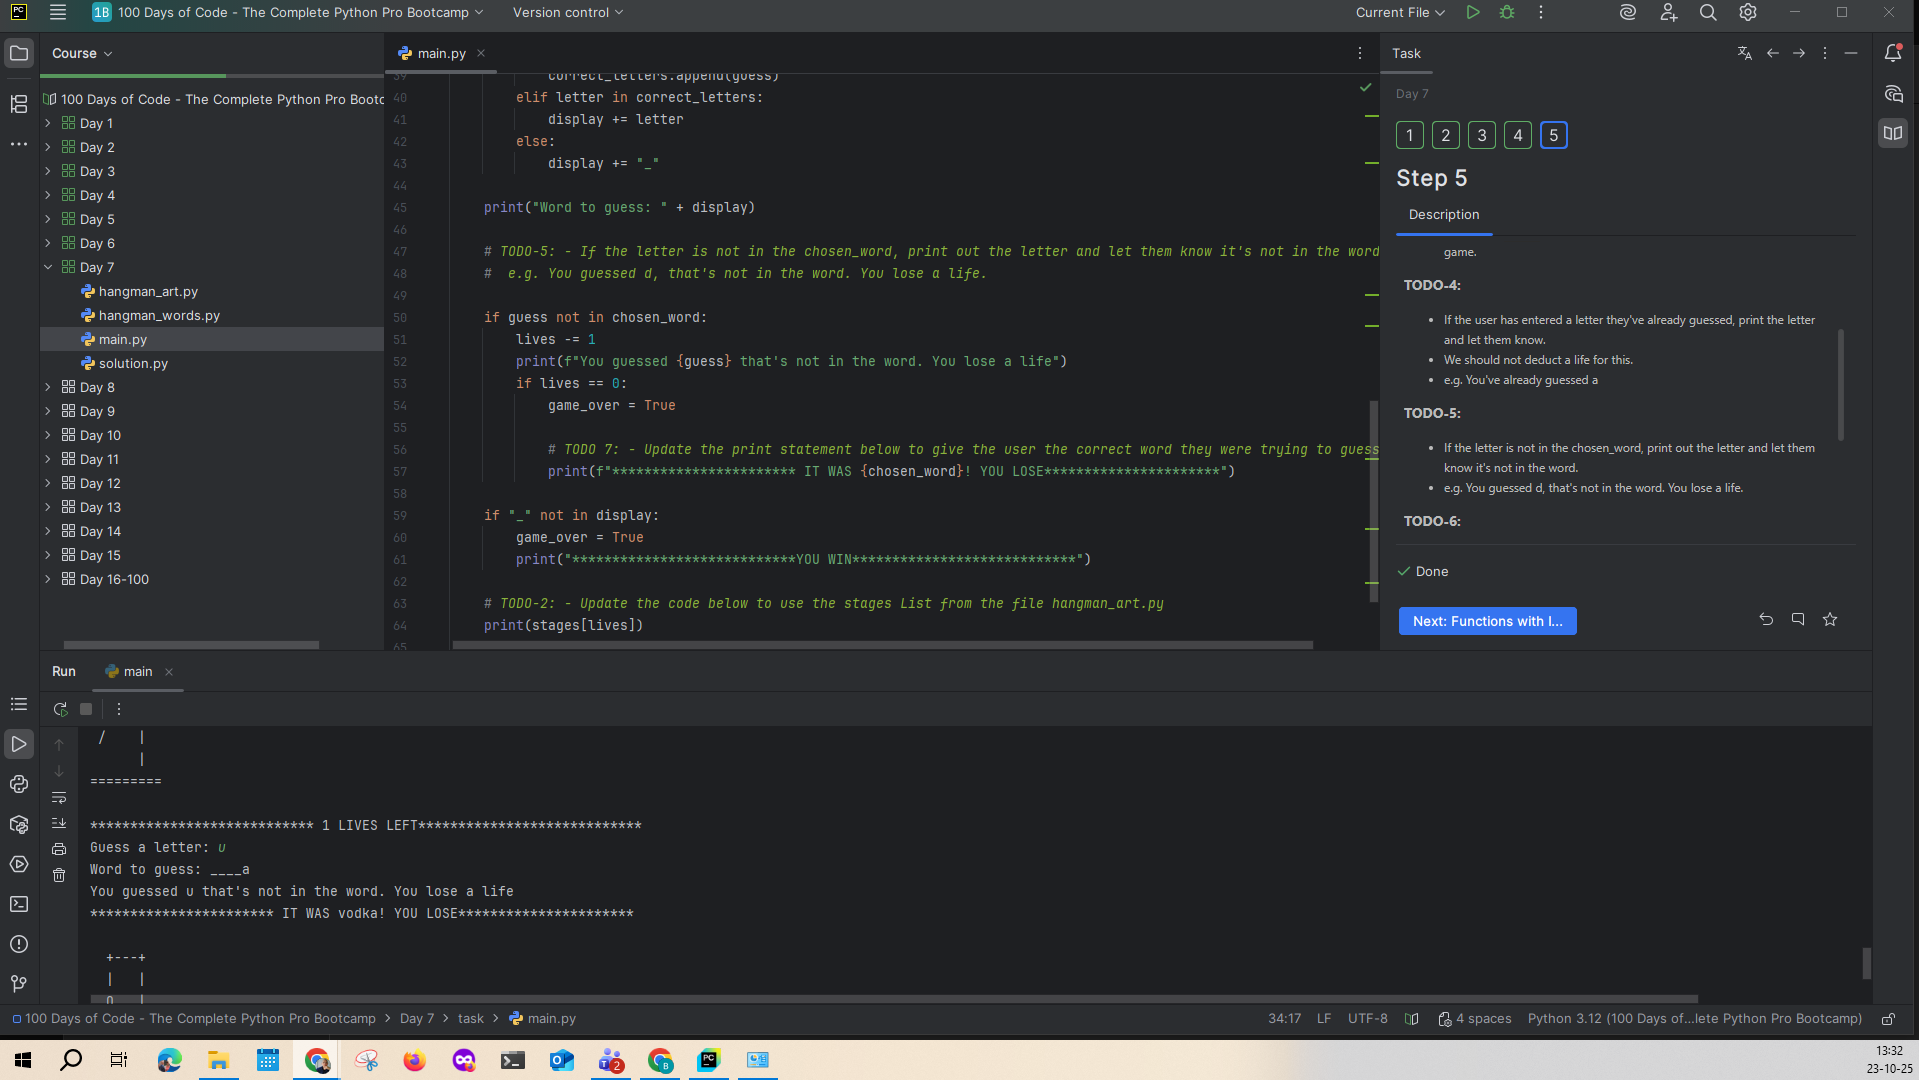 PC
1B 100 Days of Code - The Complete Python Pro Bootcamp
Version control
Current File
Course
main.py
Task
100 Days of Code - The Complete Python Pro Bootc
Day 1
Day 2
Day 3
Day 4
Day 5
Day 6
Day 7
hangman_art.py
hangman_words.py
main.py
solution.py
Day 8
Day 9
Day 10
Day 11
Day 12
Day 13
Day 14
Day 15
Day 16-100
39 correct_letters.append(guess)
40 elif letter in correct_letters:
41 display += letter
42 else:
43 display += "_"
44
45 print("Word to guess: " + display)
46
47 # TODO-5: - If the letter is not in the chosen_word, print out the letter and let them know it's not in the word
48 #  e.g. You guessed d, that's not in the word. You lose a life.
49
50 if guess not in chosen_word:
51 lives -= 1
52 print(f"You guessed {guess} that's not in the word. You lose a life")
53 if lives == 0:
54 game_over = True
55
56 # TODO 7: - Update the print statement below to give the user the correct word they were trying to guess
57 print(f"*********************** IT WAS {chosen_word}! YOU LOSE**********************")
58
59 if "_" not in display:
60 game_over = True
61 print("****************************YOU WIN****************************")
62
63 # TODO-2: - Update the code below to use the stages List from the file hangman_art.py
64 print(stages[lives])
65
Day 7
1 2 3 4 5
Step 5
Description
game.
TODO-4:
• If the user has entered a letter they've already guessed, print the letter
and let them know.
• We should not deduct a life for this.
• e.g. You've already guessed a
TODO-5:
• If the letter is not in the chosen_word, print out the letter and let them
know it's not in the word.
• e.g. You guessed d, that's not in the word. You lose a life.
TODO-6:
Done
Next: Functions with I...
Run
main
/    |
|
=========
**************************** 1 LIVES LEFT****************************
Guess a letter: u
Word to guess: ____a
You guessed u that's not in the word. You lose a life
*********************** IT WAS vodka! YOU LOSE**********************
+---+
|   |
O   |
100 Days of Code - The Complete Python Pro Bootcamp > Day 7 > task > main.py
34:17 LF UTF-8 4 spaces Python 3.12 (100 Days of...lete Python Pro Bootcamp)
2
B
PC
13:32
23-10-25